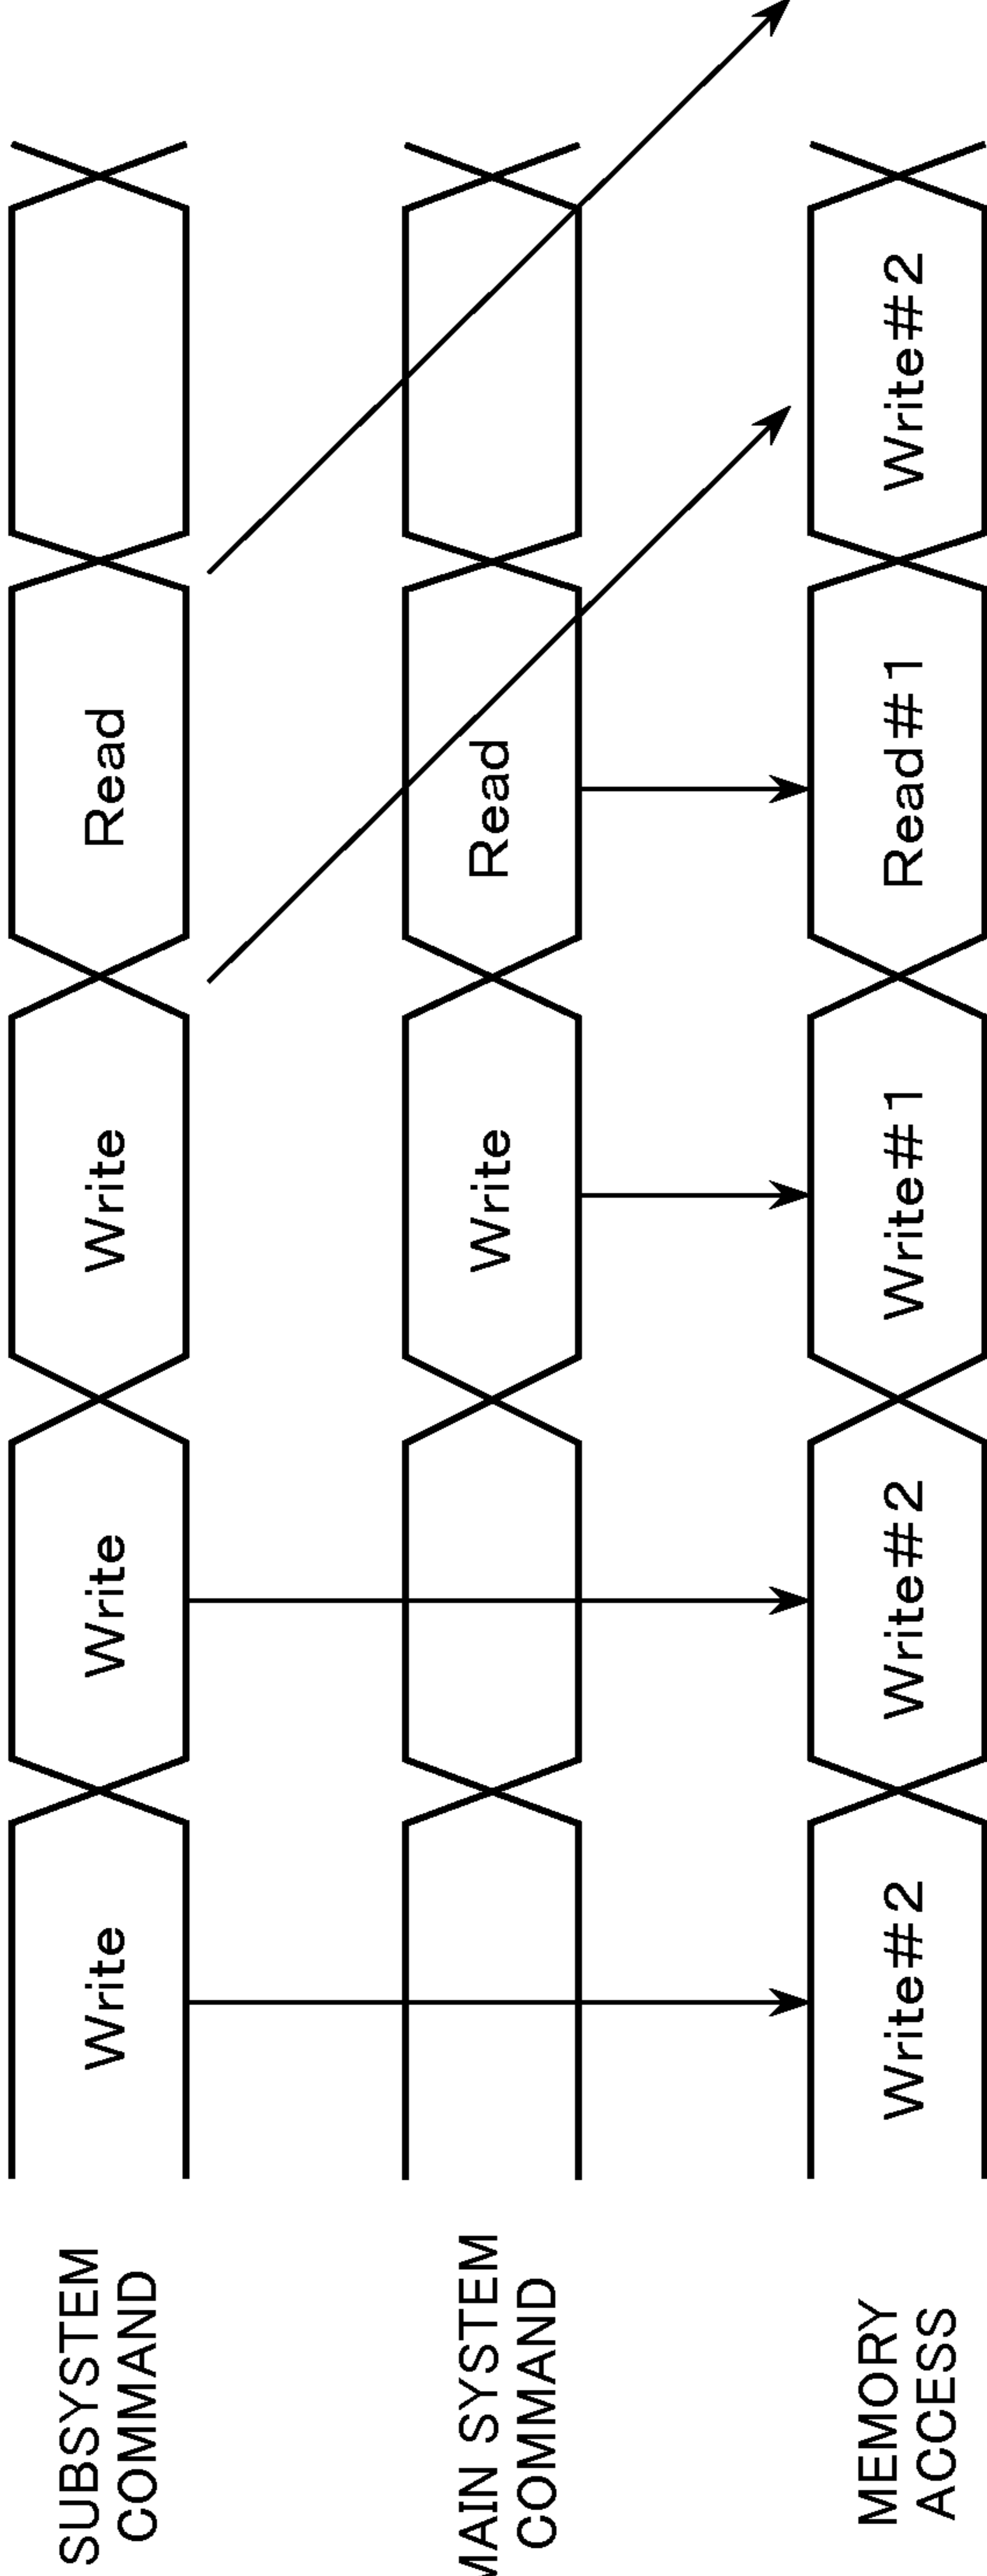 SUBSYSTEM
COMMAND
Write
Write
Write
Read
MAIN SYSTEM
COMMAND
Write
Read
MEMORY
ACCESS
Write#2
Write#2
Write#1
Read#1
Write#2